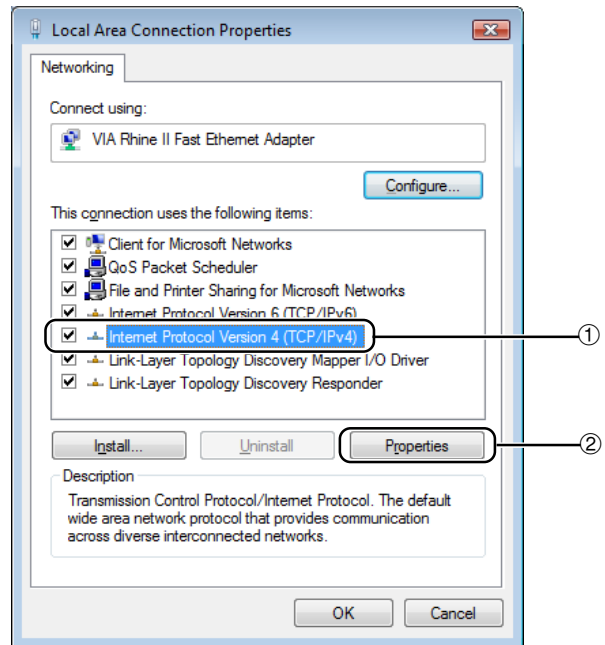 Local Area Connection Properties
Networking
Connect using:
VIA Rhine II Fast Ethernet Adapter
Configure...
This connection uses the following items:
Client for Microsoft Networks
QoS Packet Scheduler
File and Printer Sharing for Microsoft Networks
Internet Protocol Version 6 (TCP/IPv6)
Internet Protocol Version 4 (TCP/IPv4)
①
Link-Layer Topology Discovery Mapper I/O Driver
Link-Layer Topology Discovery Responder
Install...
Uninstall
Properties
②
Description
Transmission Control Protocol/Internet Protocol. The default
wide area network protocol that provides communication
across diverse interconnected networks.
OK
Cancel